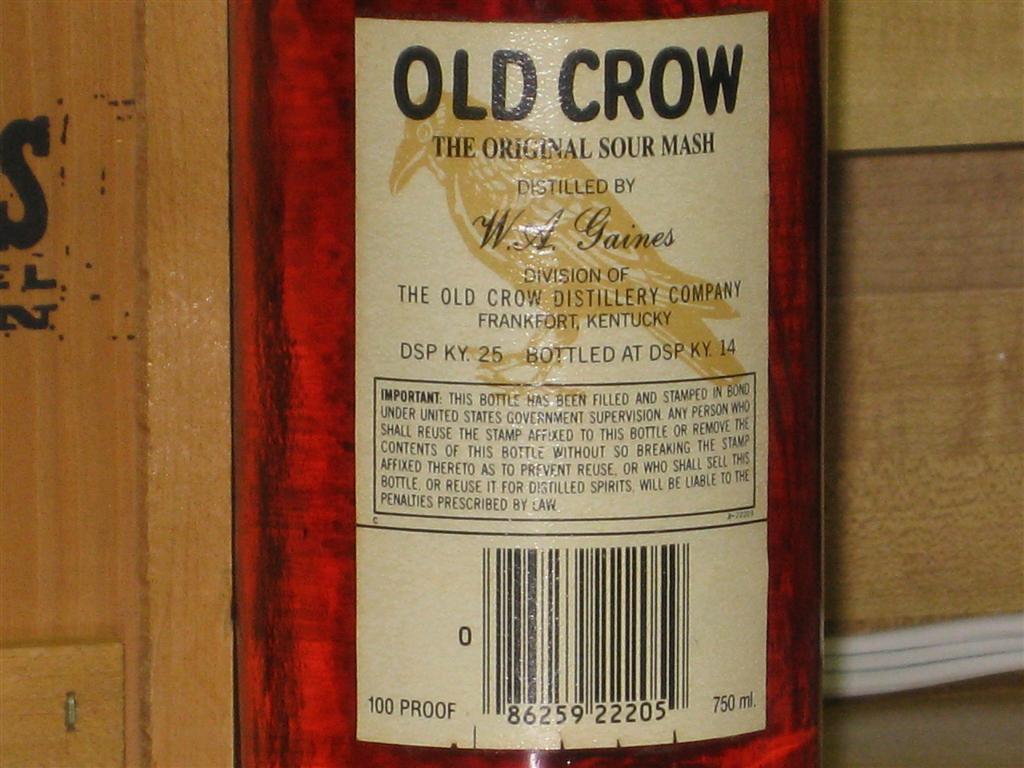 OLD CROW
THE ORIGINAL SOUR MASH
DISTILLED BY
W.A. Gaines
DIVISION OF
THE OLD CROW DISTILLERY COMPANY
FRANKFORT, KENTUCKY
DSP KY. 25 BOTTLED AT DSP KY. 14
IMPORTANT: THIS BOTTLE HAS BEEN FILLED AND STAMPED IN BOND
UNDER UNITED STATES GOVERNMENT SUPERVISION. ANY PERSON WHO
SHALL REUSE THE STAMP AFFIXED TO THIS BOTTLE OR REMOVE THE
CONTENTS OF THIS BOTTLE WITHOUT SO BREAKING THE STAMP
AFFIXED THERETO AS TO PREVENT REUSE, OR WHO SHALL SELL THIS
BOTTLE, OR REUSE IT FOR DISTILLED SPIRITS, WILL BE LIABLE TO THE
PENALTIES PRESCRIBED BY LAW.
C
0
100 PROOF 86259 22205 750 ml.
S